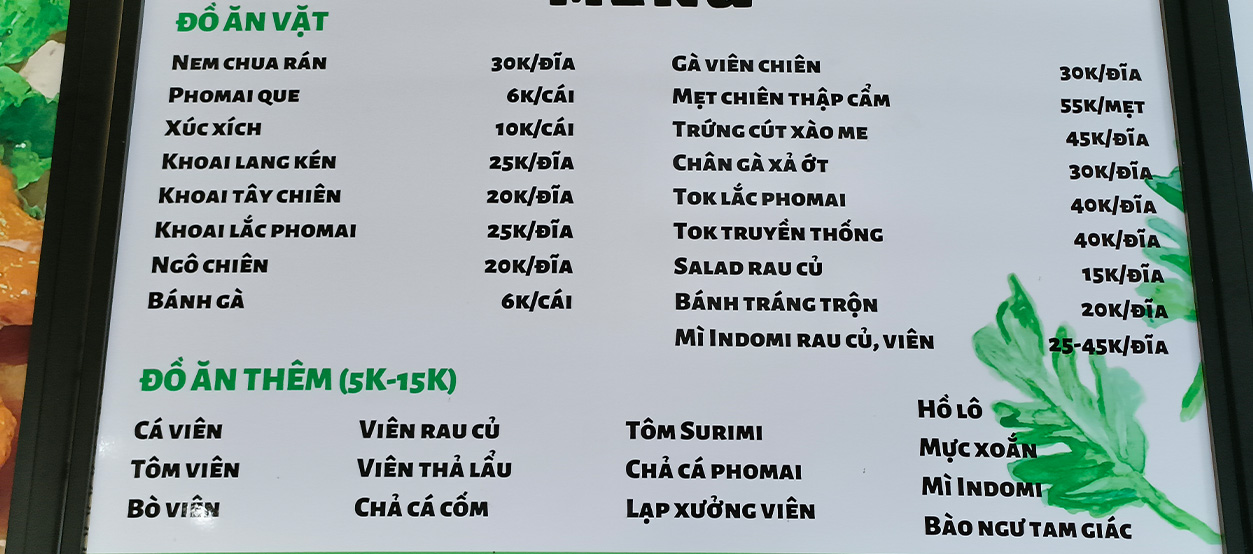 MENU
ĐỒ ĂN VẶT
NEM CHUA RÁN 30K/ĐĨA
PHOMAI QUE 6K/CÁI
XÚC XÍCH 10K/CÁI
KHOAI LANG KÉN 25K/ĐĨA
KHOAI TÂY CHIÊN 20K/ĐĨA
KHOAI LẮC PHOMAI 25K/ĐĨA
NGÔ CHIÊN 20K/ĐĨA
BÁNH GÀ 6K/CÁI
GÀ VIÊN CHIÊN 30K/ĐĨA
MẸT CHIÊN THẬP CẨM 55K/MẸT
TRỨNG CÚT XÀO ME 45K/ĐĨA
CHÂN GÀ XẢ ỚT 30K/ĐĨA
TOK LẮC PHOMAI 40K/ĐĨA
TOK TRUYỀN THỐNG 40K/ĐĨA
SALAD RAU CỦ 15K/ĐĨA
BÁNH TRÁNG TRỘN 20K/ĐĨA
MÌ INDOMI RAU CỦ, VIÊN 25-45K/ĐĨA
ĐỒ ĂN THÊM (5K-15K)
CÁ VIÊN
TÔM VIÊN
BÒ VIÊN
VIÊN RAU CỦ
VIÊN THẢ LẨU
CHẢ CÁ CỐM
TÔM SURIMI
CHẢ CÁ PHOMAI
LẠP XƯỞNG VIÊN
HỒ LÔ
MỰC XOẮN
MÌ INDOMI
BÀO NGƯ TAM GIÁC